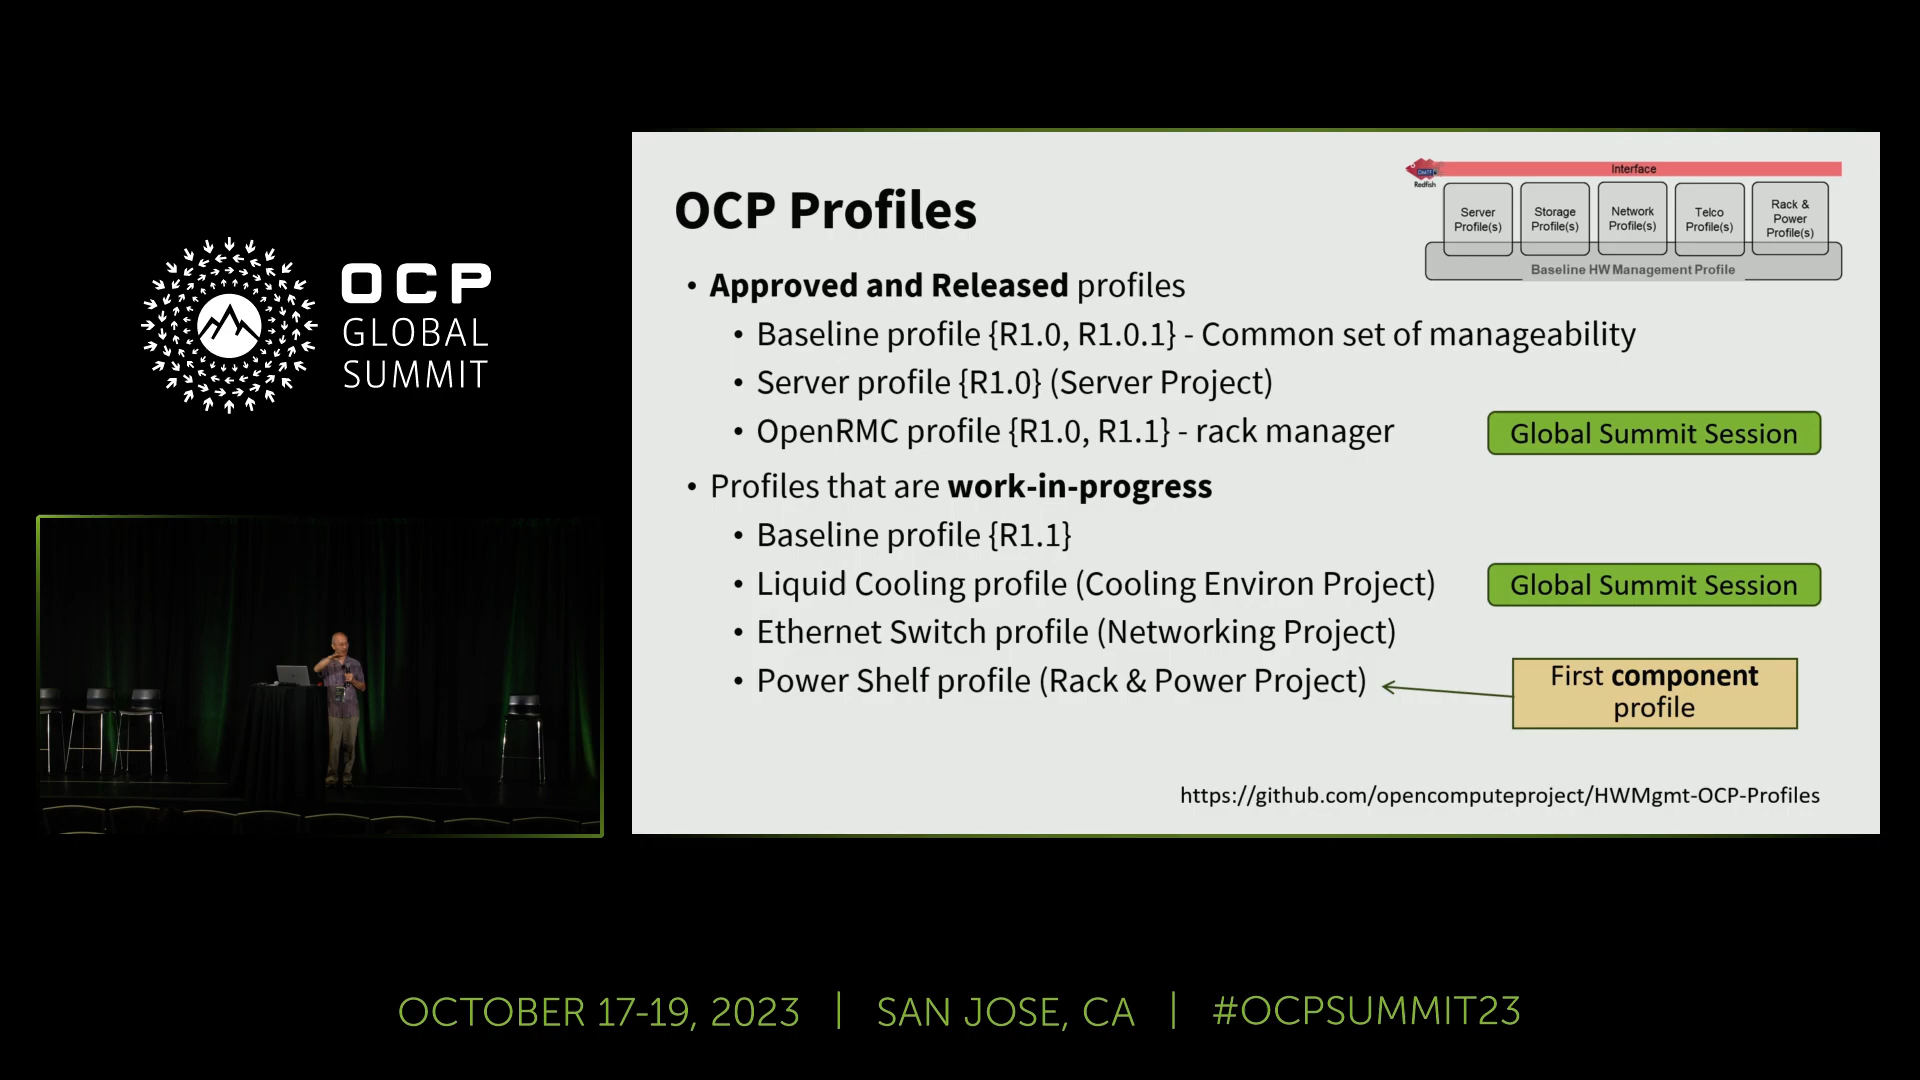 OCP
GLOBAL
SUMMIT
OCP Profiles
Interface
Redfish
Server
Profile(s)
Storage
Profile(s)
Network
Profile(s)
Telco
Profile(s)
Rack &
Power
Profile(s)
Baseline HW Management Profile
• Approved and Released profiles
• Baseline profile {R1.0, R1.0.1} - Common set of manageability
• Server profile {R1.0} (Server Project)
• OpenRMC profile {R1.0, R1.1} - rack manager
Global Summit Session
• Profiles that are work-in-progress
• Baseline profile {R1.1}
• Liquid Cooling profile (Cooling Environ Project)
Global Summit Session
• Ethernet Switch profile (Networking Project)
• Power Shelf profile (Rack & Power Project)
First component
profile
https://github.com/opencomputeproject/HWMgmt-OCP-Profiles
OCTOBER 17-19, 2023 | SAN JOSE, CA | #OCPSUMMIT23